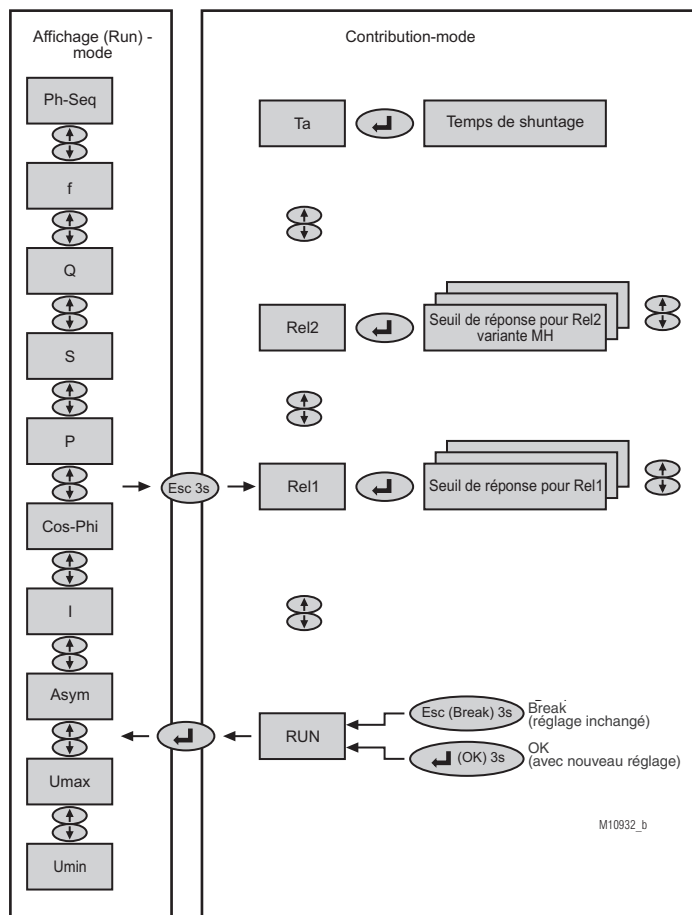 Affichage (Run) -
mode
Ph-Seq
f
Q
S
P
Cos-Phi
I
Asym
Umax
Umin
Esc 3s
Contribution-mode
Ta
Temps de shuntage
Rel2
Seuil de réponse pour Rel2
variante MH
Rel1
Seuil de réponse pour Rel1
RUN
Esc (Break) 3s
Break
(réglage inchangé)
(OK) 3s
OK
(avec nouveau réglage)
M10932_b